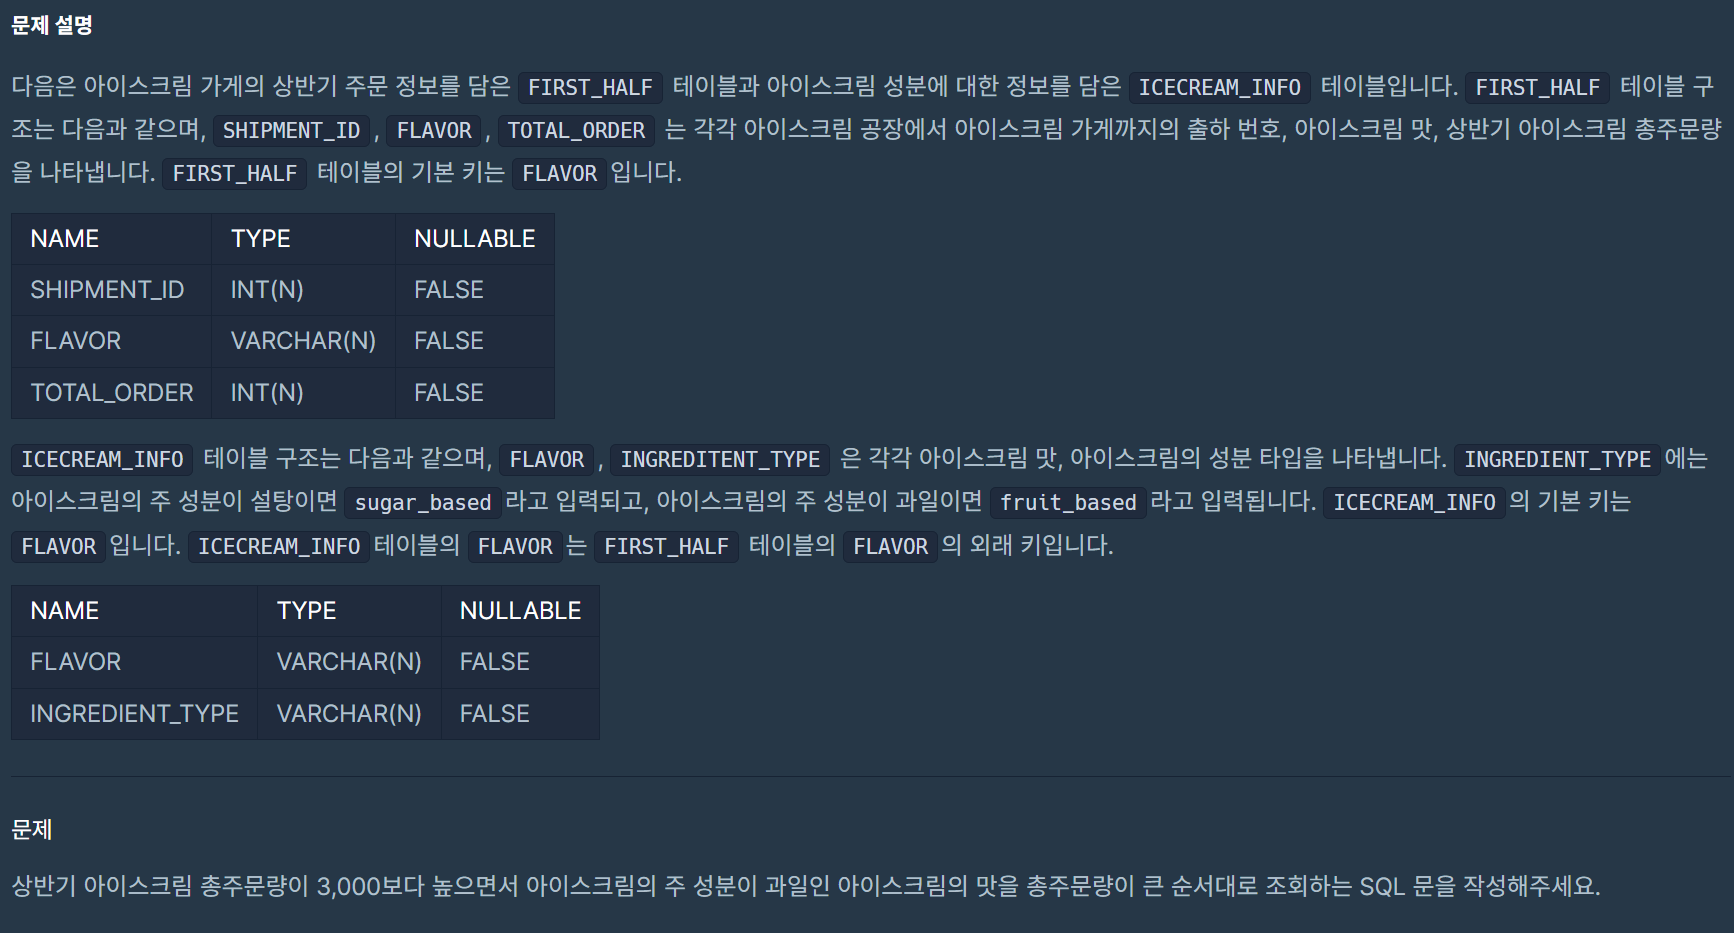 문제 설명
다음은 아이스크림 가게의 상반기 주문 정보를 담은 FIRST_HALF 테이블과 아이스크림 성분에 대한 정보를 담은 ICECREAM_INFO 테이블입니다. FIRST_HALF 테이블 구
조는 다음과 같으며, SHIPMENT_ID , FLAVOR , TOTAL_ORDER 는 각각 아이스크림 공장에서 아이스크림 가게까지의 출하 번호, 아이스크림 맛, 상반기 아이스크림 총주문량
을 나타냅니다. FIRST_HALF 테이블의 기본 키는 FLAVOR 입니다.
NAME TYPE NULLABLE
SHIPMENT_ID INT(N) FALSE
FLAVOR VARCHAR(N) FALSE
TOTAL_ORDER INT(N) FALSE
ICECREAM_INFO 테이블 구조는 다음과 같으며, FLAVOR , INGREDITENT_TYPE 은 각각 아이스크림 맛, 아이스크림의 성분 타입을 나타냅니다. INGREDIENT_TYPE 에는
아이스크림의 주 성분이 설탕이면 sugar_based 라고 입력되고, 아이스크림의 주 성분이 과일이면 fruit_based 라고 입력됩니다. ICECREAM_INFO 의 기본 키는
FLAVOR 입니다. ICECREAM_INFO 테이블의 FLAVOR 는 FIRST_HALF 테이블의 FLAVOR 의 외래 키입니다.
NAME TYPE NULLABLE
FLAVOR VARCHAR(N) FALSE
INGREDIENT_TYPE VARCHAR(N) FALSE
문제
상반기 아이스크림 총주문량이 3,000보다 높으면서 아이스크림의 주 성분이 과일인 아이스크림의 맛을 총주문량이 큰 순서대로 조회하는 SQL 문을 작성해주세요.